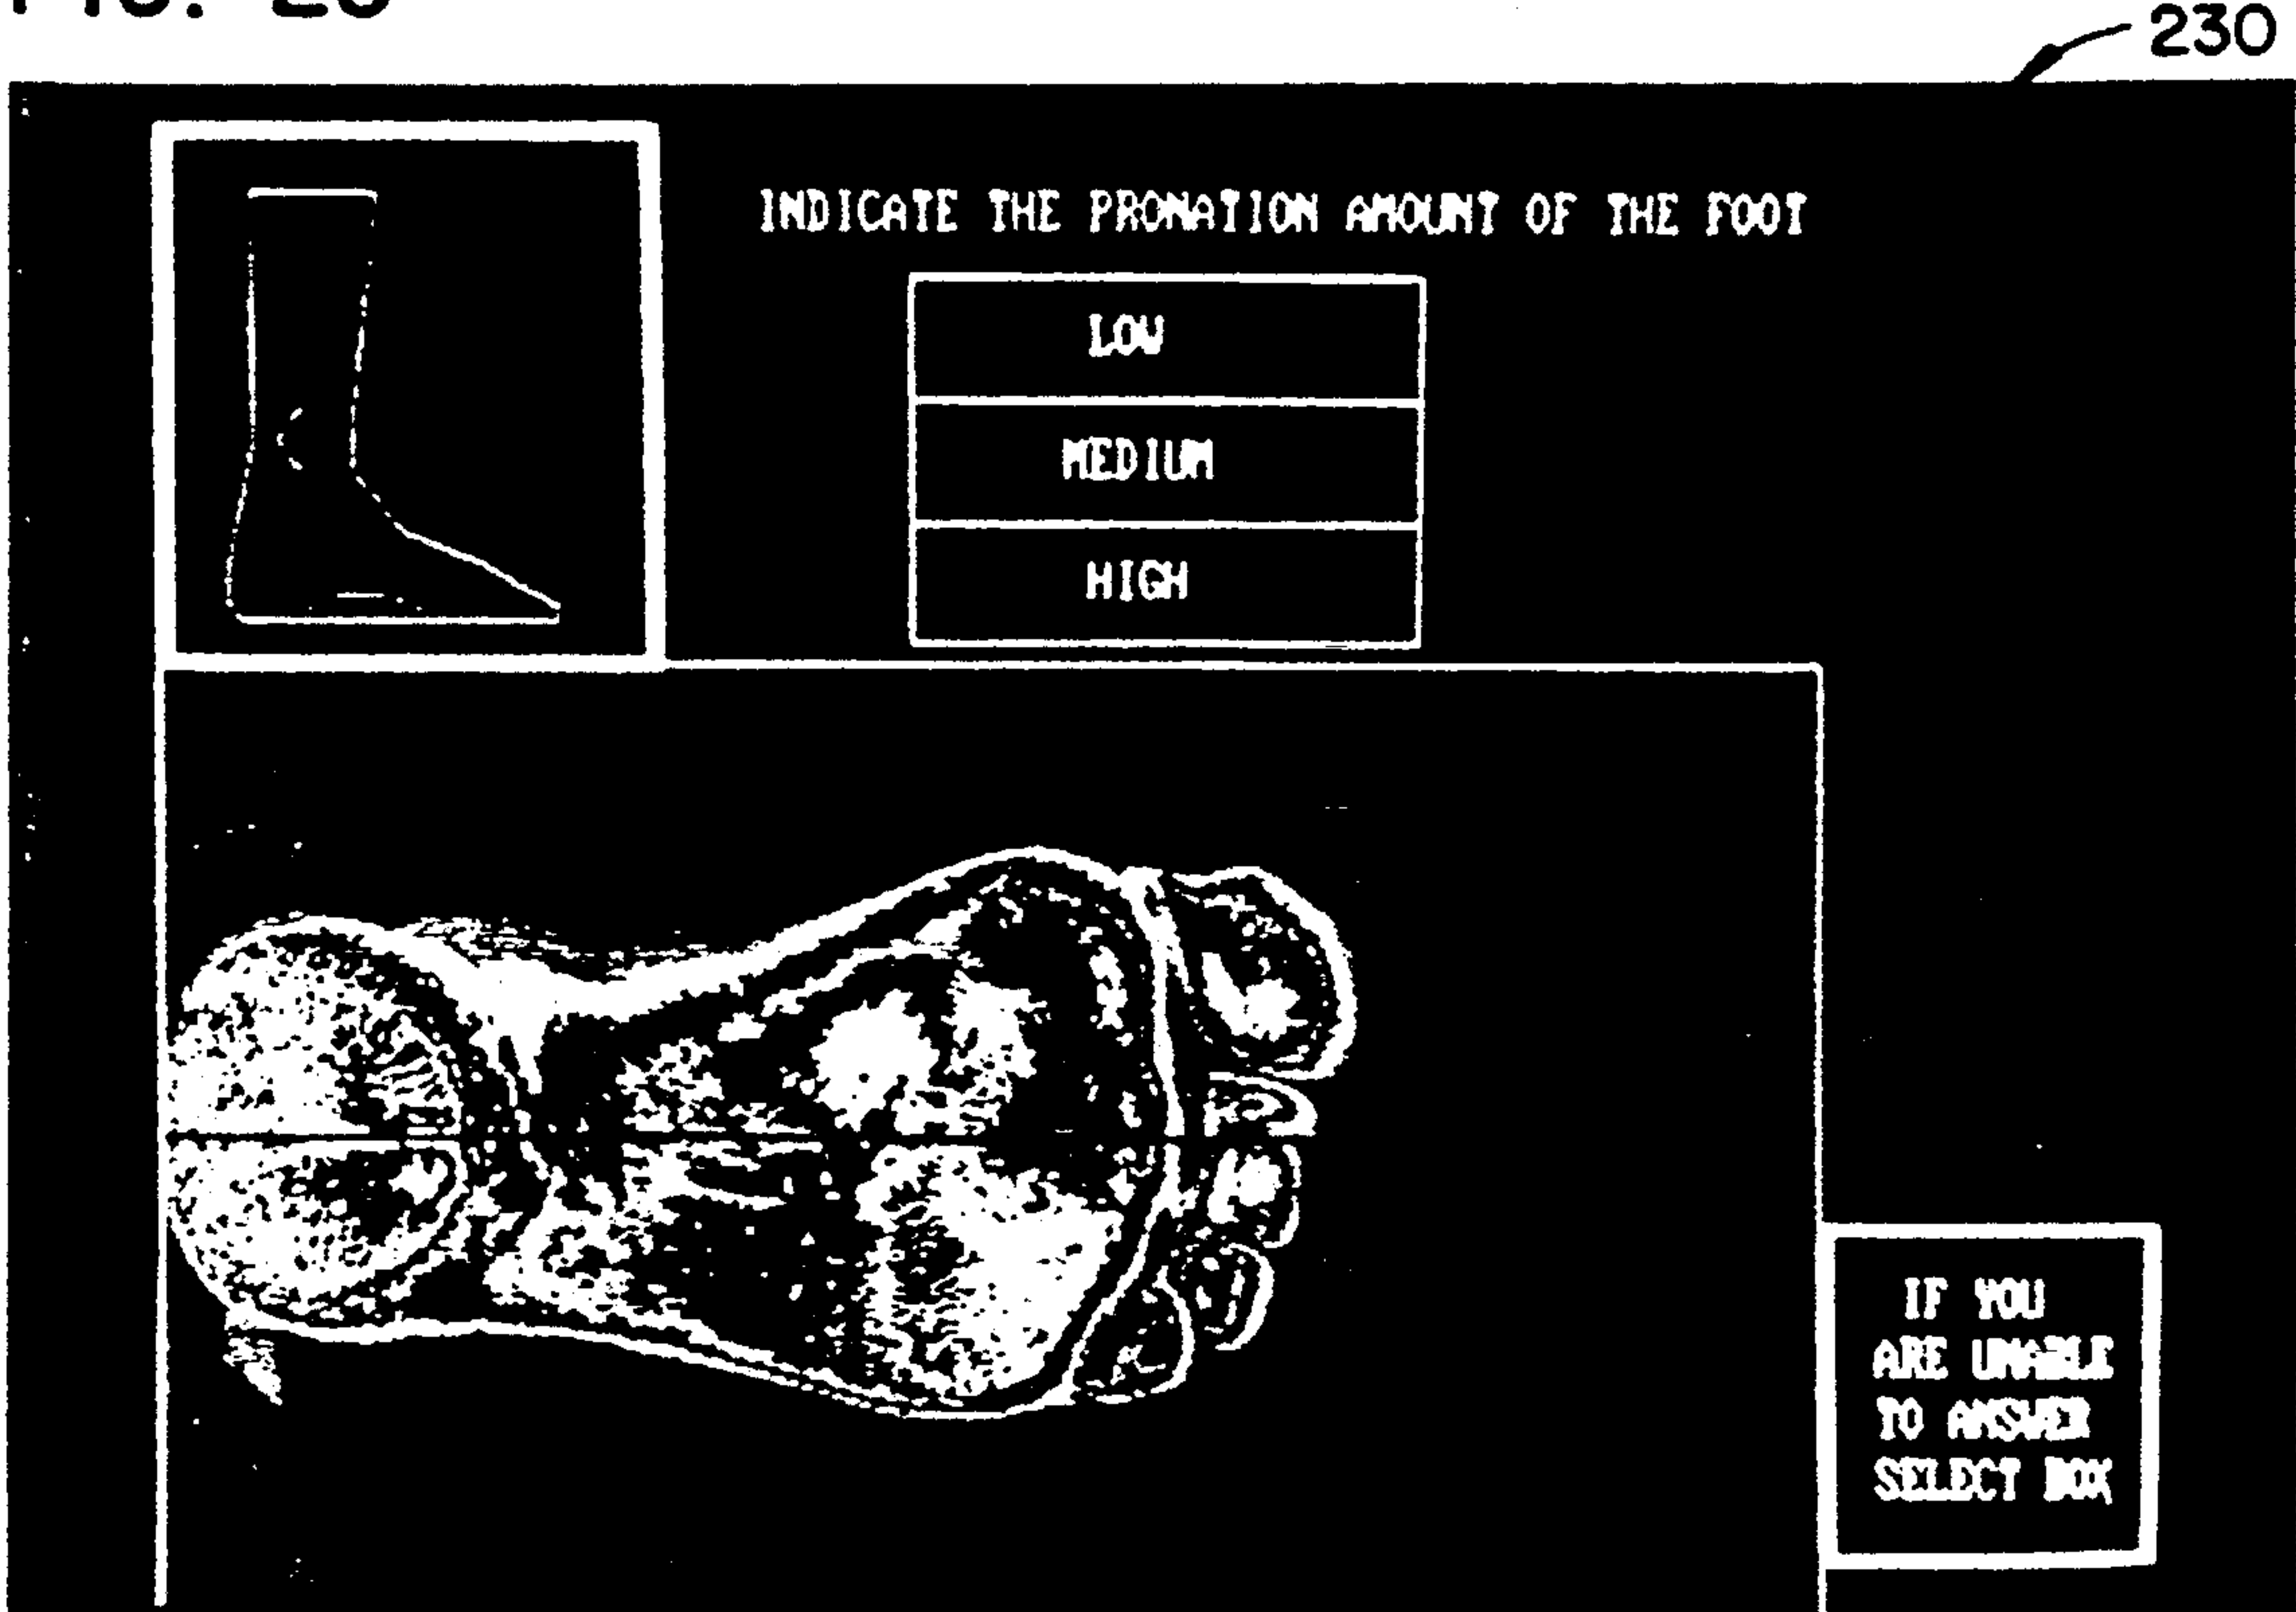 FIG.
230
INDICATE THE PRONATION AMOUNT OF THE FOOT
LOW
MEDIUM
HIGH
IF YOU
ARE UNABLE
TO ANSWER
SELECT BOX